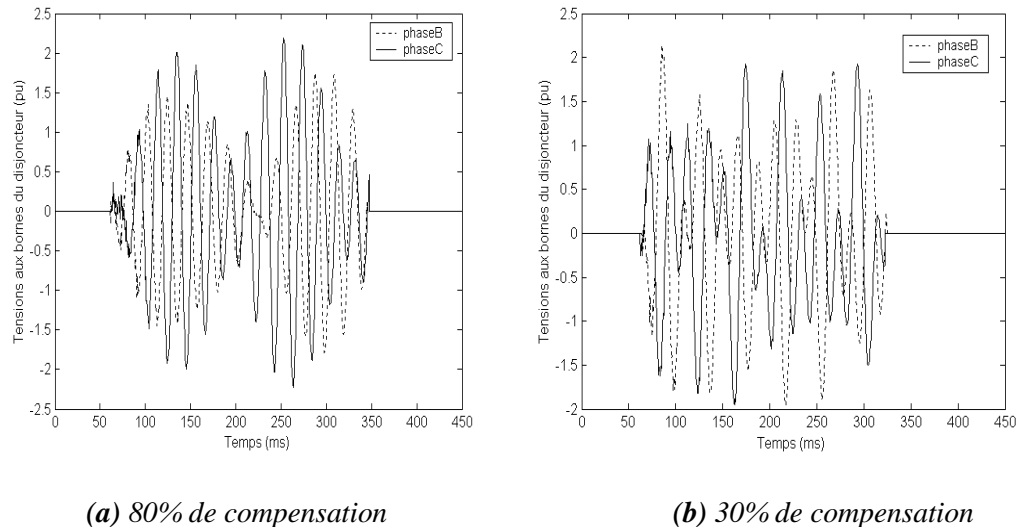 Tensions aux bornes du disjoncteur (pu)
2.5
2
1.5
1
0.5
0
-0.5
-1
-1.5
-2
-2.5
phaseB
phaseC
0 50 100 150 200 250 300 350 400 450
Temps (ms)
(a) 80% de compensation
Tensions aux bornes du disjoncteur (pu)
2.5
2
1.5
1
0.5
0
-0.5
-1
-1.5
-2
phaseB
phaseC
0 50 100 150 200 250 300 350 400 450
Temps (ms)
(b) 30% de compensation